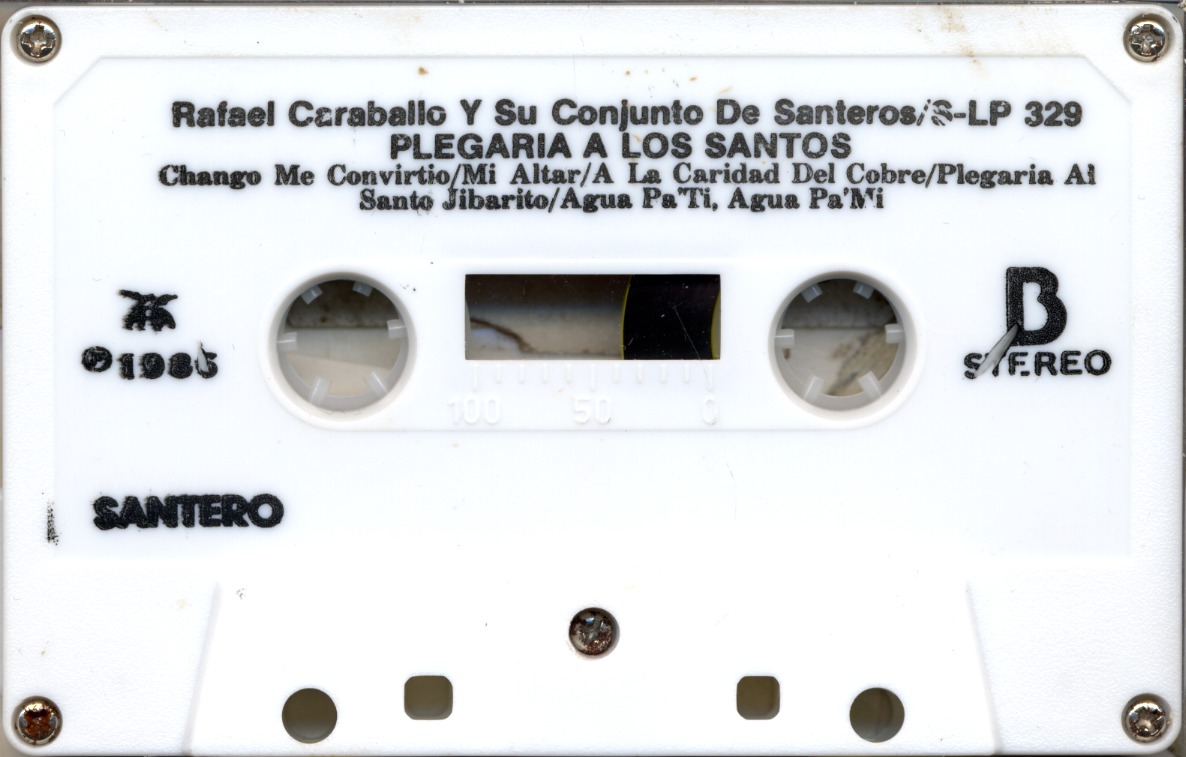 Rafael Caraballo Y Su Conjunto De Santeros/S-LP 329
PLEGARIA A LOS SANTOS
Chango Me Convirtio/Mi Altar/A La Caridad Del Cobre/Plegaria Al
Santo Jibarito/Agua Pa'Ti, Agua Pa'Mi
B
STEREO
℗1986
100 50 0
SANTERO